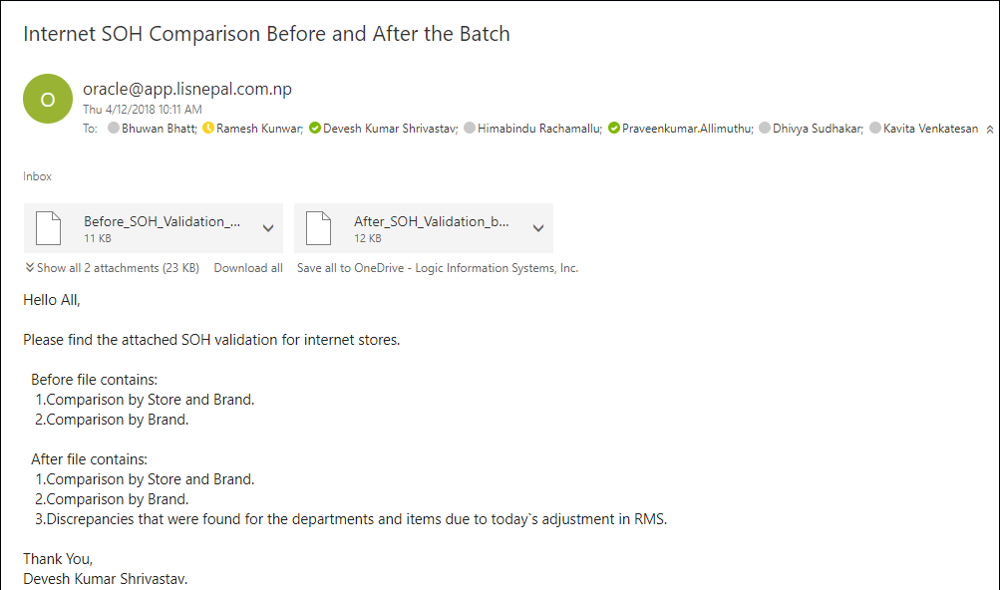 Internet SOH Comparison Before and After the Batch
O
oracle@app.lisnepal.com.np
Thu 4/12/2018 10:11 AM
To: Bhuwan Bhatt; Ramesh Kunwar; Devesh Kumar Shrivastav; Himabindu Rachamallu; Praveenkumar.Allimuthu; Dhivya Sudhakar; Kavita Venkatesan
Inbox
Before_SOH_Validation_...
11 KB
After_SOH_Validation_b...
12 KB
Show all 2 attachments (23 KB) Download all Save all to OneDrive - Logic Information Systems, Inc.
Hello All,
Please find the attached SOH validation for internet stores.
Before file contains:
1.Comparison by Store and Brand.
2.Comparison by Brand.
After file contains:
1.Comparison by Store and Brand.
2.Comparison by Brand.
3.Discrepancies that were found for the departments and items due to today`s adjustment in RMS.
Thank You,
Devesh Kumar Shrivastav.